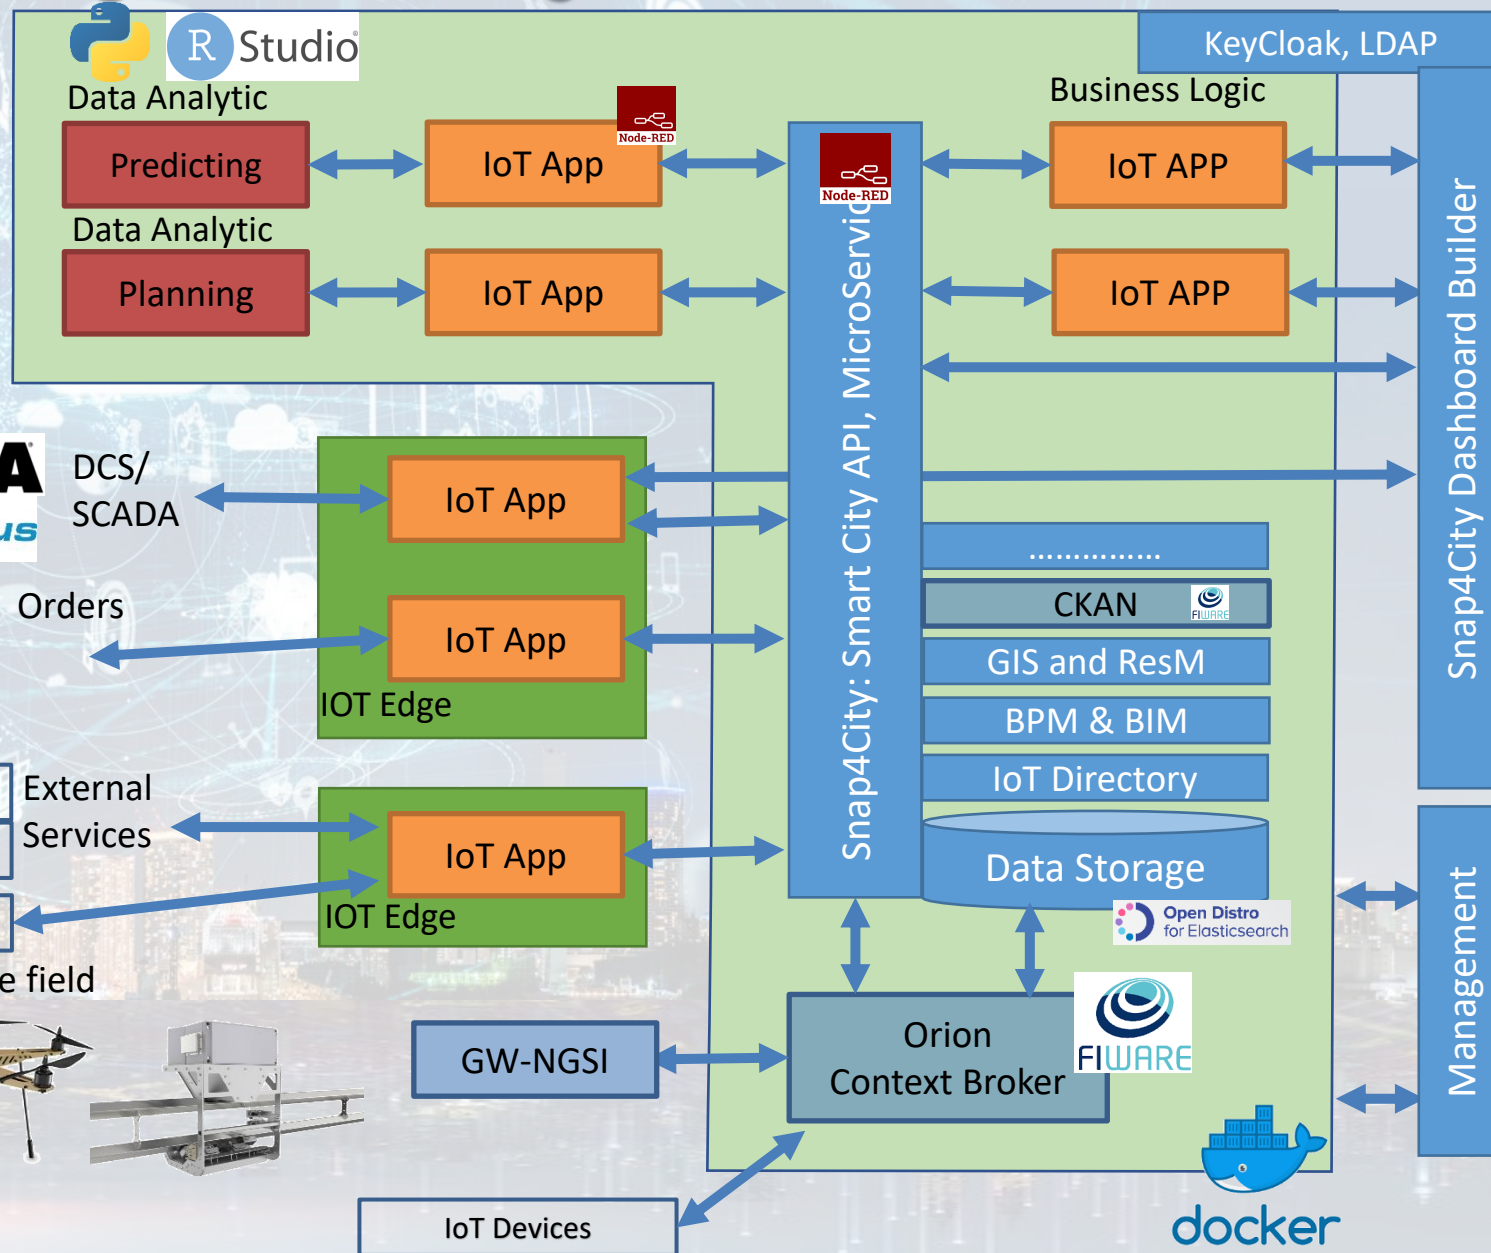 R Studio
KeyCloak, LDAP
Data Analytic
Business Logic
Predicting
IoT App
Node-RED
Node-RED
IoT APP
Data Analytic
Planning
IoT App
IoT APP
Snap4City: Smart City API, MicroServic
Snap4City Dashboard Builder
DCS/
SCADA
IoT App
Orders
IoT App
IOT Edge
……………
CKAN
FIWARE
GIS and ResM
BPM & BIM
IoT Directory
Data Storage
Open Distro
for Elasticsearch
External
Services
IoT App
IOT Edge
e field
Management
GW-NGSI
Orion
Context Broker
FIWARE
IoT Devices
docker